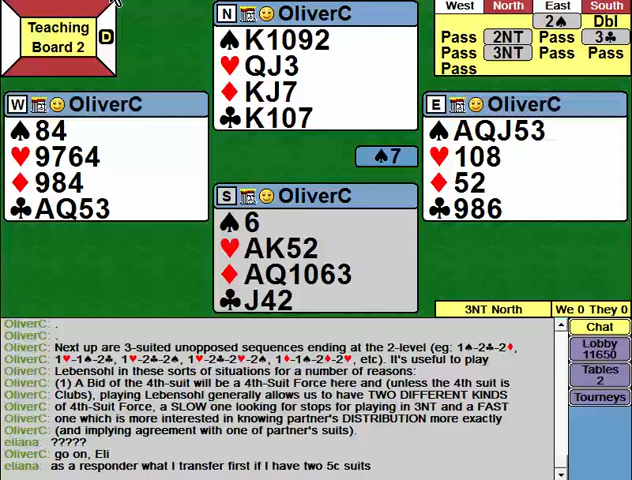 Teaching
Board 2
D
N OliverC
♠K1092
♥QJ3
♦KJ7
♣K107
West North East South
2♠ Dbl
Pass 2NT Pass 3♣
Pass 3NT Pass Pass
Pass
W OliverC
♠84
♥9764
♦984
♣AQ53
♠7
E OliverC
♠AQJ53
♥108
♦52
♣986
S OliverC
♠6
♥AK52
♦AQ1063
♣J42
3NT North
We 0 They 0
OliverC: .
OliverC: .
OliverC: Next up are 3-suited unopposed sequences ending at the 2-level (eg: 1♠-2♣-2♦,
OliverC: 1♥-1♠-2♣, 1♥-2♣-2♠, 1♥-2♣-2♥-2♠, 1♦-1♠-2♦-2♥, etc). It's useful to play
OliverC: Lebensohl in these sorts of situations for a number of reasons:
OliverC: (1) A Bid of the 4th-suit will be a 4th-Suit Force here and (unless the 4th suit is
OliverC: Clubs), playing Lebensohl generally allows us to have TWO DIFFERENT KINDS
OliverC: of 4th-Suit Force, a SLOW one looking for stops for playing in 3NT and a FAST
OliverC: one which is more interested in knowing partner's DISTRIBUTION more exactly
OliverC: (and implying agreement with one of partner's suits).
eliana: ?????
OliverC: go on, Eli
eliana: as a responder what I transfer first if I have two 5c suits
Chat
Lobby
11650
Tables
2
Tourneys